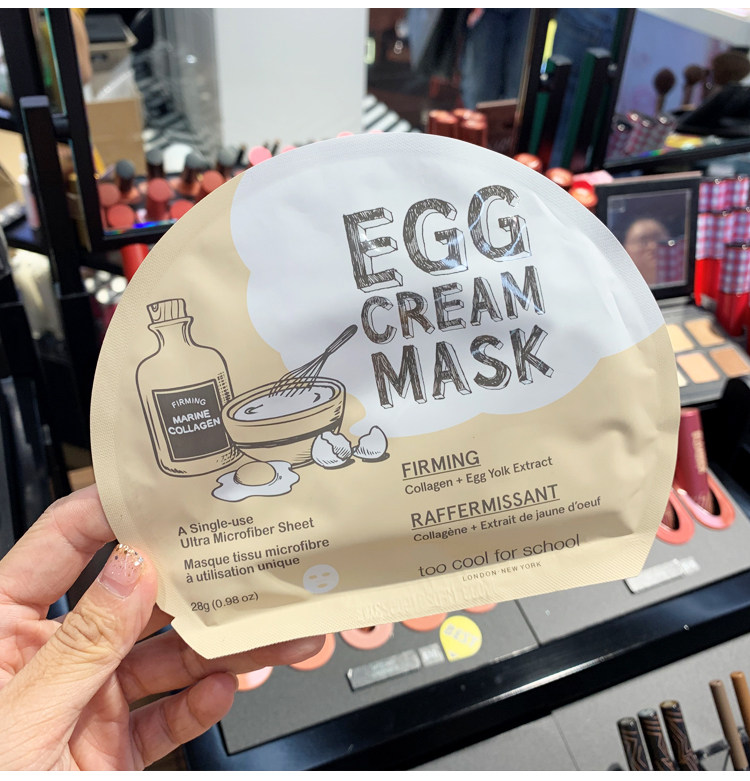 EGG
CREAM
MASK
FIRMING
MARINE
COLLAGEN
FIRMING
Collagen + Egg Yolk Extract
RAFFERMISSANT
Collagène + Extrait de jaune d'oeuf
A Single-use
Ultra Microfiber Sheet
Masque tissu microfibre
à utilisation unique
28g (0.98 oz)
too cool for school
LONDON·NEW YORK
BEST